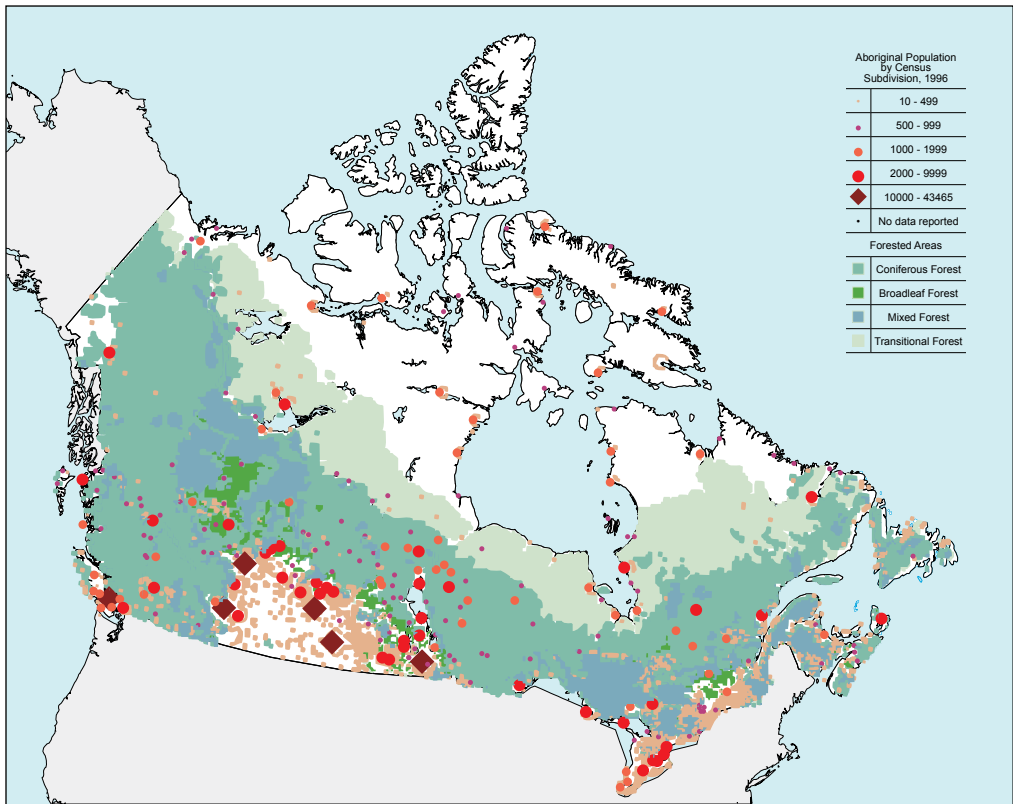 Aboriginal Population
by Census
Subdivision, 1996
10 - 499
500 - 999
1000 - 1999
2000 - 9999
10000 - 43465
No data reported
Forested Areas
Coniferous Forest
Broadleaf Forest
Mixed Forest
Transitional Forest